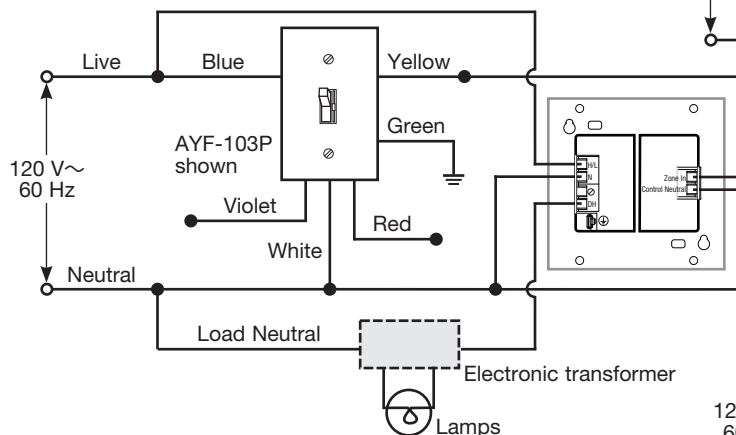 Live
Blue
Yellow
Green
AYF-103P
shown
120 V~
60 Hz
Violet
White
Red
Neutral
Load Neutral
Electronic transformer
Lamps
H/L
N
DH
Zone In
Control Neutral
12
6